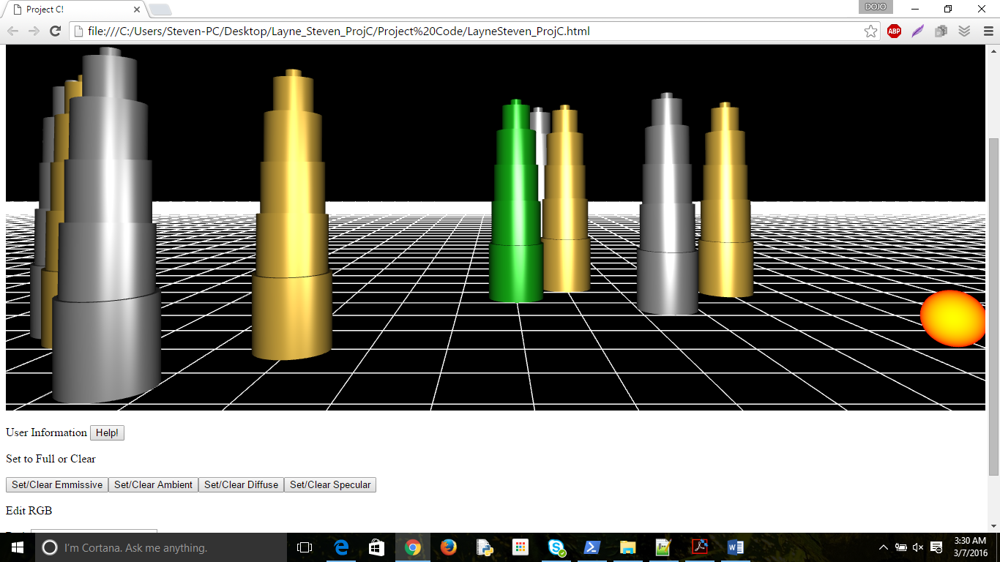 Project C!
DOJO
file:///C:/Users/Steven-PC/Desktop/Layne_Steven_ProjC/Project%20Code/LayneSteven_ProjC.html
ABP
User Information Help!
Set to Full or Clear
Set/Clear Emmissive Set/Clear Ambient Set/Clear Diffuse Set/Clear Specular
Edit RGB
I'm Cortana. Ask me anything.
3:30 AM
3/7/2016